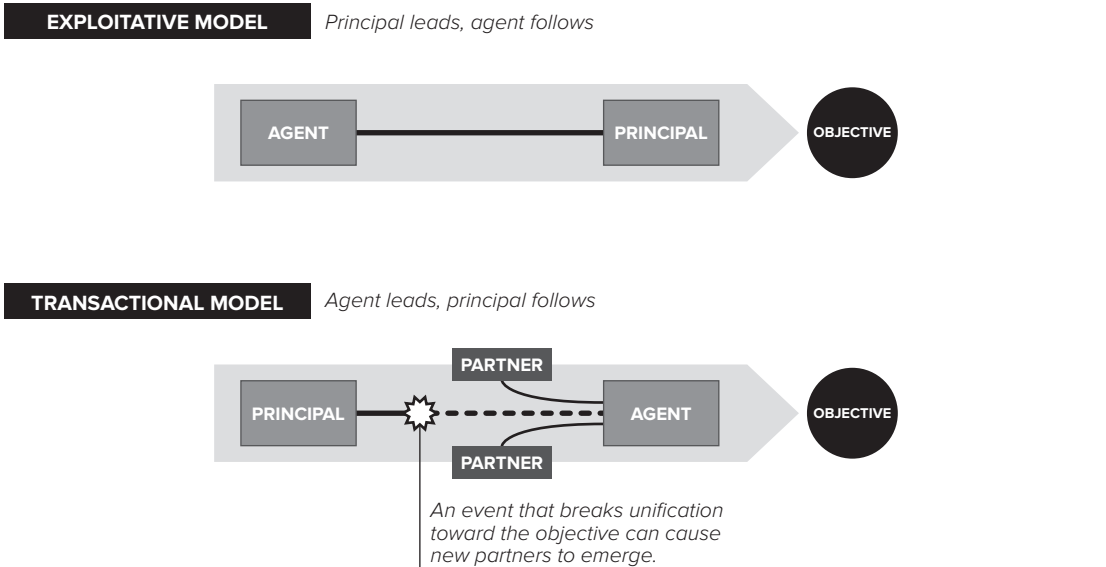 EXPLOITATIVE MODEL
Principal leads, agent follows
AGENT
PRINCIPAL
OBJECTIVE
TRANSACTIONAL MODEL
Agent leads, principal follows
PARTNER
PRINCIPAL
AGENT
OBJECTIVE
PARTNER
An event that breaks unification
toward the objective can cause
new partners to emerge.